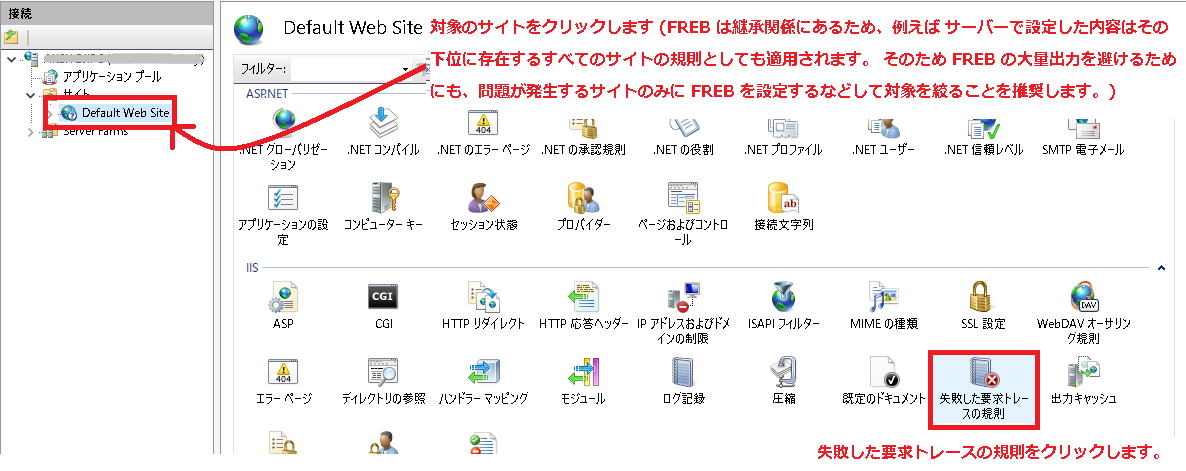 接続
アプリケーション プール
サイト
Default Web Site
Server Farms
Default Web Site
対象のサイトをクリックします (FREB は継承関係にあるため、例えば サーバーで設定した内容はその
下位に存在するすべてのサイトの規則としても適用されます。 そのため FREB の大量出力を避けるため
にも、問題が発生するサイトのみに FREB を設定するなどして対象を絞ることを推奨します。)
フィルター:
ASP.NET
.NET グローバリゼー
ション
.NET コンパイル
.NET のエラー ページ
.NET の承認規則
.NET の役割
.NET プロファイル
.NET ユーザー
.NET 信頼レベル
SMTP 電子メール
アプリケーションの設
定
コンピューター キー
セッション状態
プロバイダー
ページおよびコントロ
ール
接続文字列
IIS
ASP
CGI
HTTP リダイレクト
HTTP 応答ヘッダー
IP アドレスおよびドメ
インの制限
ISAPI フィルター
MIME の種類
SSL 設定
WebDAV オーサリン
グ規則
エラー ページ
ディレクトリの参照
ハンドラー マッピング
モジュール
ログ記録
圧縮
既定のドキュメント
失敗した要求トレー
スの規則
出力キャッシュ
失敗した要求トレースの規則をクリックします。